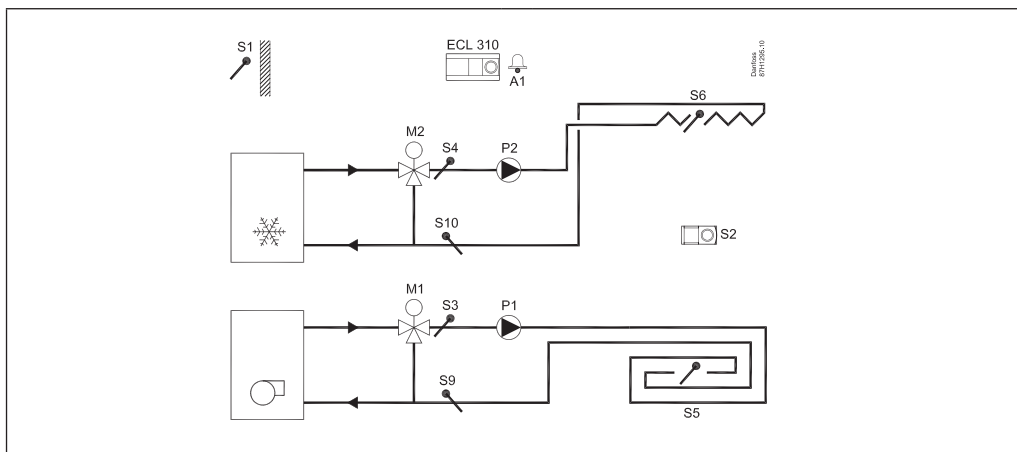 S1
ECL 310
A1
Danfoss
87H1295.10
S6
M2
S4
P2
S10
S2
M1
S3
P1
S9
S5